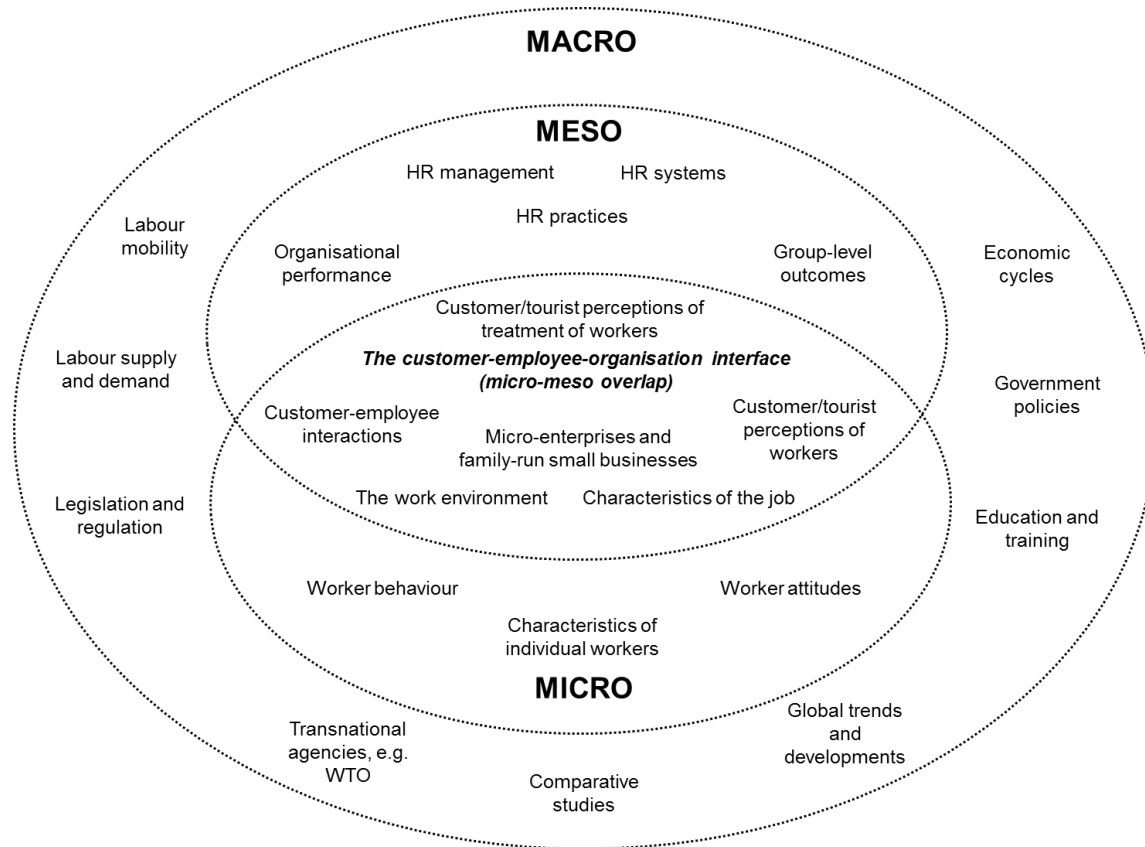 MACRO
MESO
HR management
HR systems
HR practices
Labour
mobility
Organisational
performance
Group-level
outcomes
Economic
cycles
Customer/tourist perceptions of
treatment of workers
The customer-employee-organisation interface
(micro-meso overlap)
Labour supply
and demand
Government
policies
Customer-employee
interactions
Micro-enterprises and
family-run small businesses
Customer/tourist
perceptions of
workers
The work environment
Characteristics of the job
Legislation and
regulation
Education and
training
Worker behaviour
Worker attitudes
Characteristics of
individual workers
MICRO
Transnational
agencies, e.g.
WTO
Comparative
studies
Global trends
and
developments